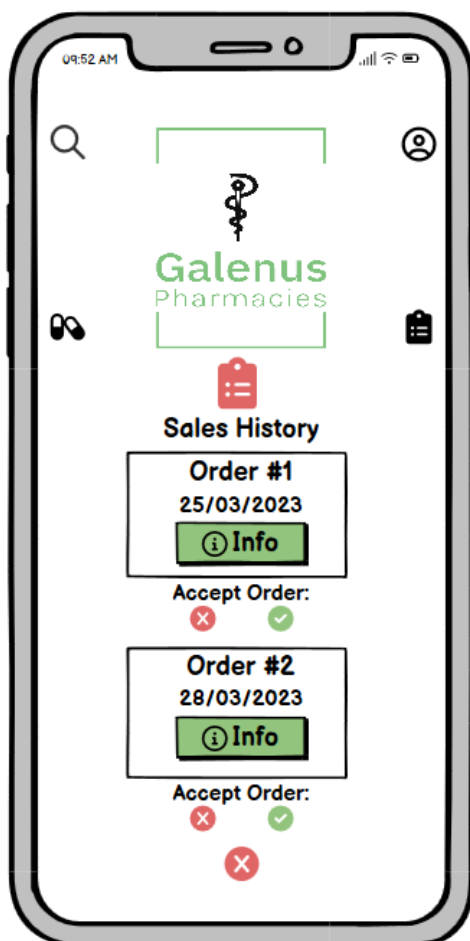 09:52 AM
Galenus
Pharmacies
Sales History
Order #1
25/03/2023
Info
Accept Order:
Order #2
28/03/2023
Info
Accept Order: